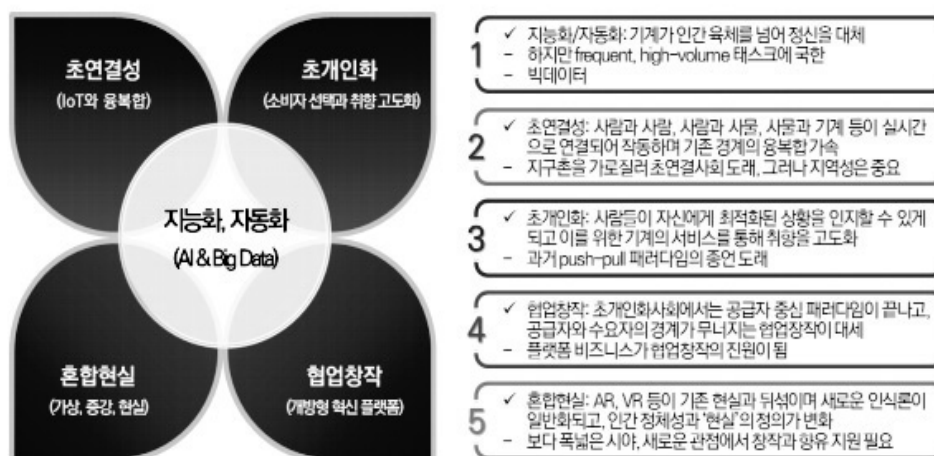 초연결성
(IoT와 융복합)
초개인화
(소비자 선택과 취향 고도화)
지능화, 자동화
(AI & Big Data)
혼합현실
(가상, 증강, 현실)
협업창작
(개방형 혁신 플랫폼)
1
✓ 지능화/자동화: 기계가 인간 육체를 넘어 정신을 대체
– 하지만 frequent, high-volume 태스크에 국한
– 빅데이터
2
✓ 초연결성: 사람과 사람, 사람과 사물, 사물과 기계 등이 실시간
으로 연결되어 작동하며 기존 경계의 융복합 가속
– 지구촌을 가로질러 초연결사회 도래, 그러나 지역성은 중요
3
✓ 초개인화: 사람들이 자신에게 최적화된 상황을 인지할 수 있게
되고 이를 위한 기계의 서비스를 통해 취향을 고도화
– 과거 push-pull 패러다임의 종언 도래
4
✓ 협업창작: 초개인화사회에서는 공급자 중심 패러다임이 끝나고,
공급자와 수요자의 경계가 무너지는 협업창작이 대세
– 플랫폼 비즈니스가 협업창작의 진원이 됨
5
✓ 혼합현실: AR, VR 등이 기존 현실과 뒤섞이며 새로운 인식론이
일반화되고, 인간 정체성과 '현실'의 정의가 변화
– 보다 폭넓은 시야, 새로운 관점에서 창작과 향유 지원 필요